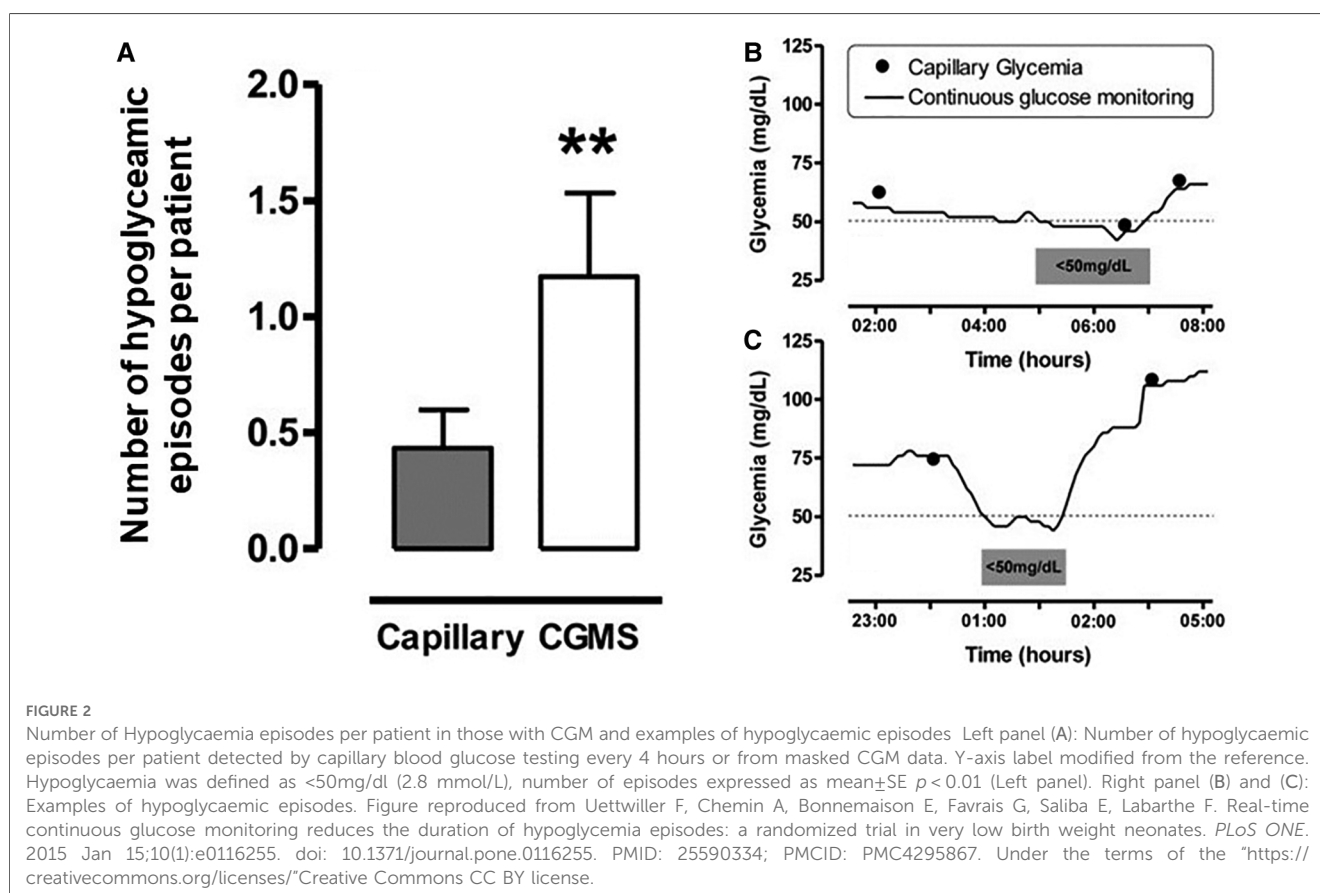 A
Number of hypoglyceamic
episodes per patient
2.0
1.5
1.0
0.5
0.0
**
Capillary CGMS
B
Glycemia (mg/dL)
125
100
75
50
25
Capillary Glycemia
Continuous glucose monitoring
<50mg/dL
02:00 04:00 06:00 08:00
Time (hours)
C
Glycemia (mg/dL)
125
100
75
50
25
<50mg/dL
23:00 01:00 02:00 05:00
Time (hours)
FIGURE 2
Number of Hypoglycaemia episodes per patient in those with CGM and examples of hypoglycaemic episodes Left panel (A): Number of hypoglycaemic
episodes per patient detected by capillary blood glucose testing every 4 hours or from masked CGM data. Y-axis label modified from the reference.
Hypoglycaemia was defined as <50mg/dl (2.8 mmol/L), number of episodes expressed as mean±SE p < 0.01 (Left panel). Right panel (B) and (C):
Examples of hypoglycaemic episodes. Figure reproduced from Uettwiller F, Chemin A, Bonnemaison E, Favrais G, Saliba E, Labarthe F. Real-time
continuous glucose monitoring reduces the duration of hypoglycemia episodes: a randomized trial in very low birth weight neonates. PLoS ONE.
2015 Jan 15;10(1):e0116255. doi: 10.1371/journal.pone.0116255. PMID: 25590334; PMCID: PMC4295867. Under the terms of the "https://
creativecommons.org/licenses/"Creative Commons CC BY license.